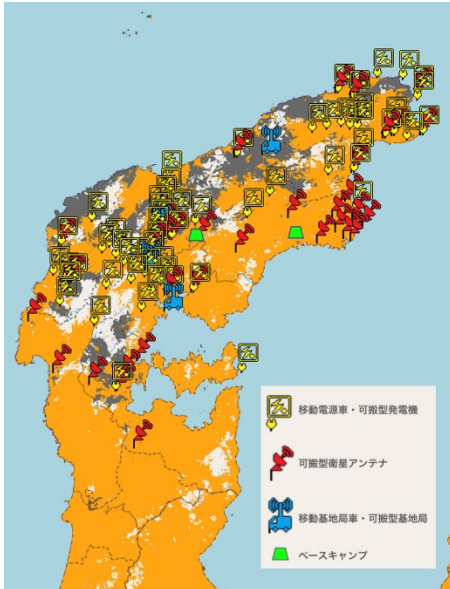 移動電源車・可搬型発電機
可搬型衛星アンテナ
移動基地局車・可搬型基地局
ベースキャンプ